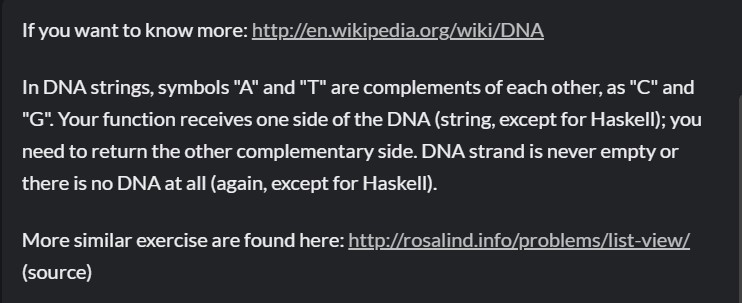 If you want to know more: http://en.wikipedia.org/wiki/DNA
In DNA strings, symbols "A" and "T" are complements of each other, as "C" and
"G". Your function receives one side of the DNA (string, except for Haskell); you
need to return the other complementary side. DNA strand is never empty or
there is no DNA at all (again, except for Haskell).
More similar exercise are found here: http://rosalind.info/problems/list-view/
(source)